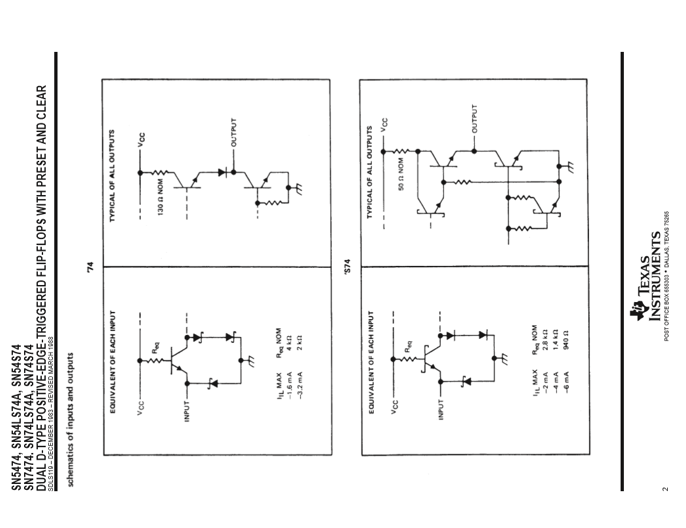 SN5474, SN54LS74A, SN54S74
SN7474, SN74LS74A, SN74S74
DUAL D-TYPE POSITIVE-EDGE-TRIGGERED FLIP-FLOPS WITH PRESET AND CLEAR
SDLS119 – DECEMBER 1983 – REVISED MARCH 1988
schematics of inputs and outputs
'74
EQUIVALENT OF EACH INPUT
VCC
Req
INPUT
IIL MAX Req NOM
–1.6 mA 4 kΩ
–3.2 mA 2 kΩ
TYPICAL OF ALL OUTPUTS
VCC
130 Ω NOM
OUTPUT
'S74
EQUIVALENT OF EACH INPUT
VCC
Req
INPUT
IIL MAX Req NOM
–2 mA 2.8 kΩ
–4 mA 1.4 kΩ
–6 mA 940 Ω
TYPICAL OF ALL OUTPUTS
VCC
50 Ω NOM
OUTPUT
2
TEXAS
INSTRUMENTS
POST OFFICE BOX 655303 • DALLAS, TEXAS 75265